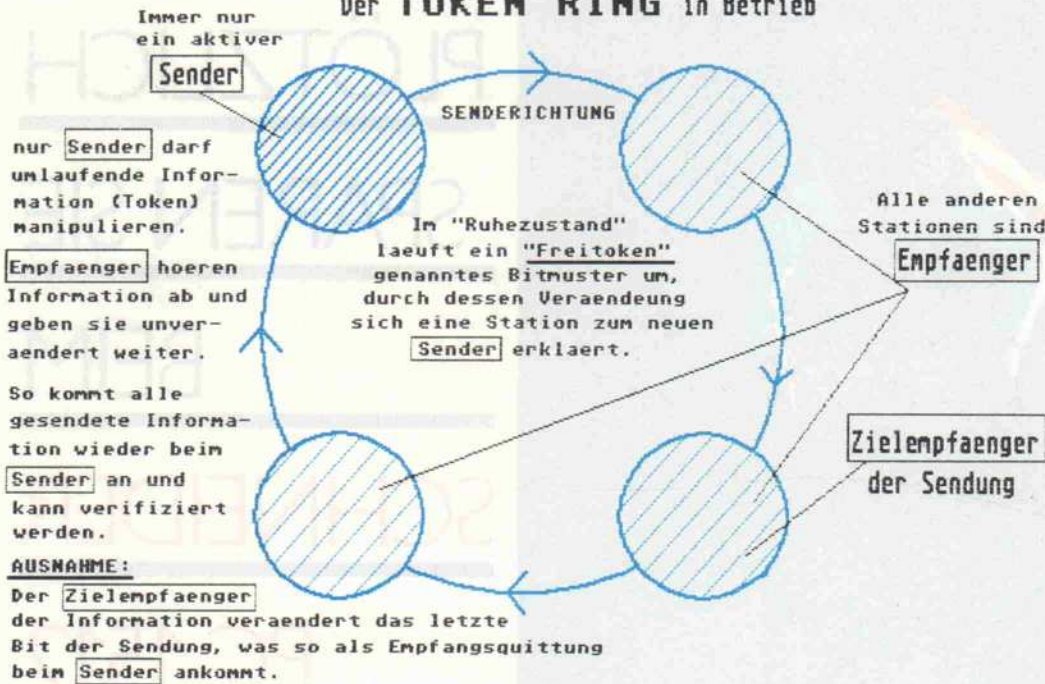 Der TOKEN RING in Betrieb
Immer nur
ein aktiver
Sender
SENDERICHTUNG
nur Sender darf
umlaufende Infor-
mation (Token)
manipulieren.
Empfaenger hoeren
Information ab und
geben sie unver-
aendert weiter.
So kommt alle
gesendete Informa-
tion wieder beim
Sender an und
kann verifiziert
werden.
AUSNAHME:
Der Zielempfaenger
der Information veraendert das letzte
Bit der Sendung, was so als Empfangsquittung
beim Sender ankommt.
Im "Ruhezustand"
laeuft ein "Freitoken"
genanntes Bitmuster um,
durch dessen Veraendeung
sich eine Station zum neuen
Sender erklaert.
Alle anderen
Stationen sind
Empfaenger
Zielempfaenger
der Sendung